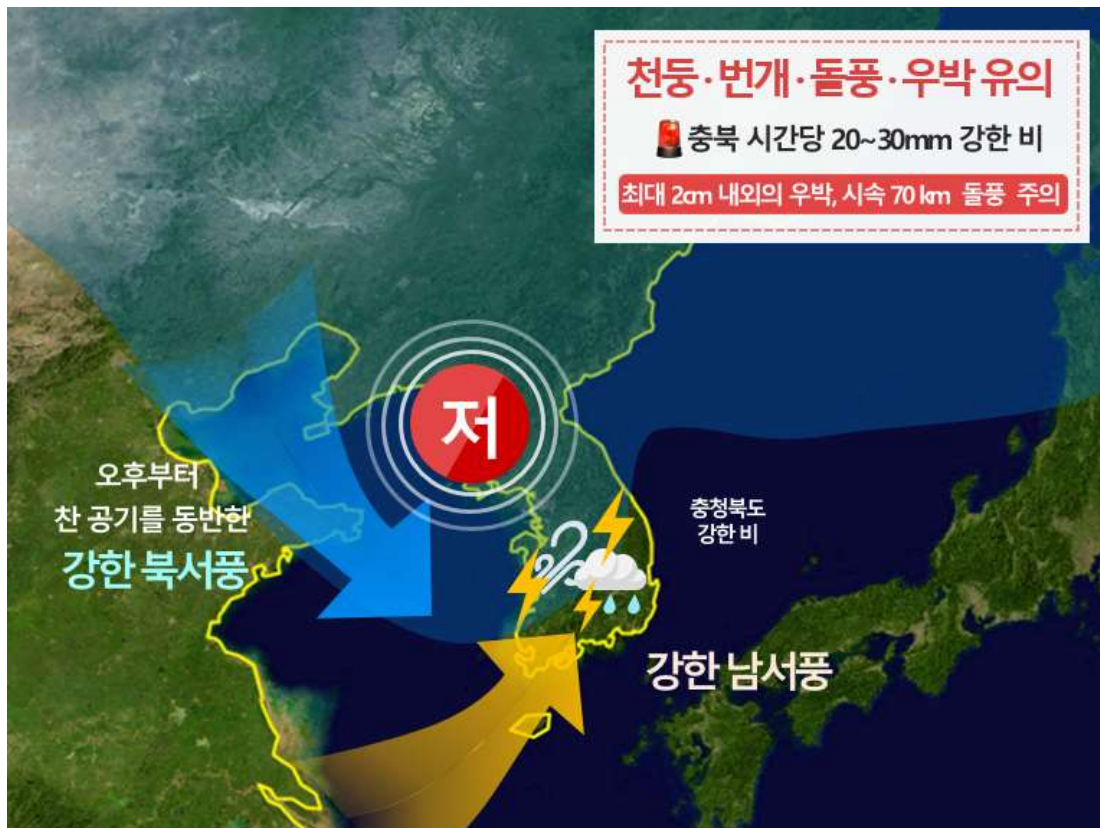 천둥·번개·돌풍·우박 유의
충북 시간당 20~30mm 강한 비
최대 2cm 내외의 우박, 시속 70 km 돌풍 주의
저
오후부터
찬 공기를 동반한
강한 북서풍
충청북도
강한 비
강한 남서풍